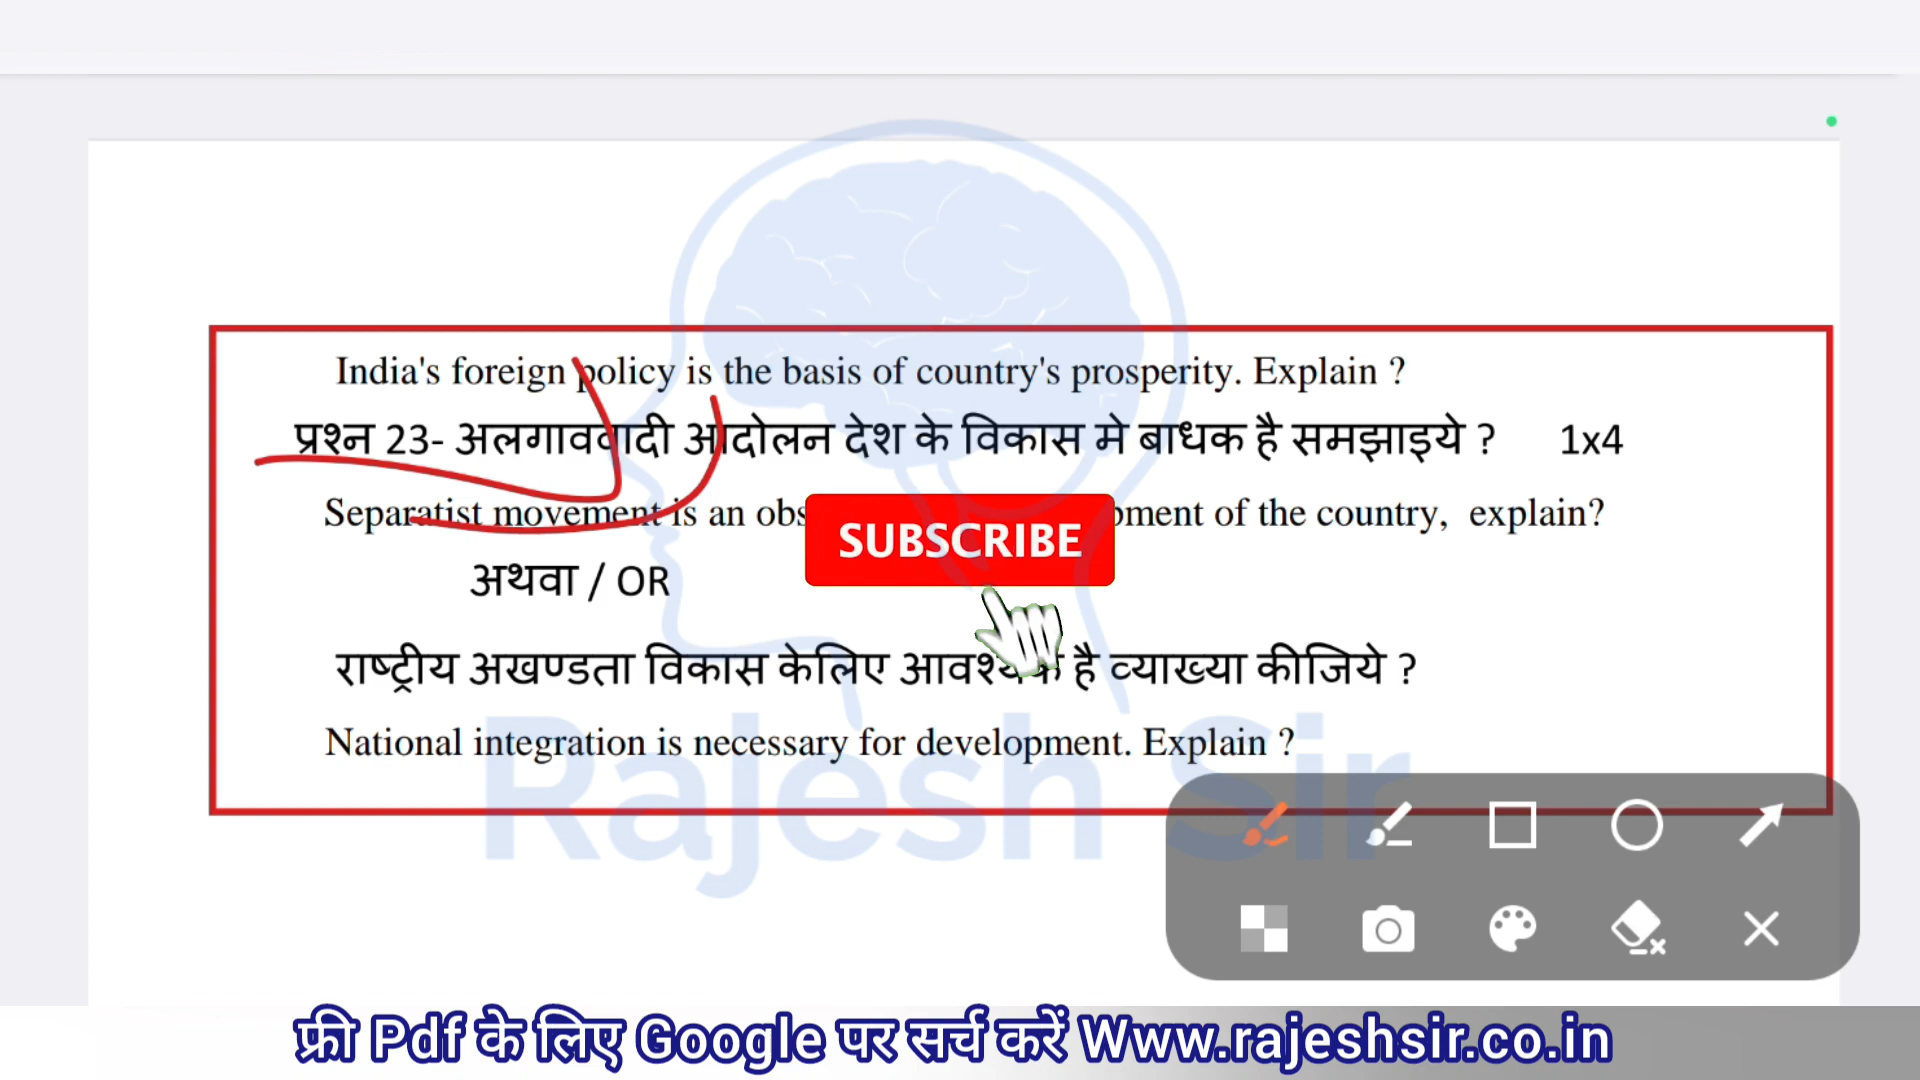 India's foreign policy is the basis of country's prosperity. Explain ?
प्रश्न 23- अलगाववादी आदोलन देश के विकास मे बाधक है समझाइये ? 1x4
Separatist movement is an obs pment of the country, explain?
SUBSCRIBE
अथवा / OR
राष्ट्रीय अखण्डता विकास केलिए आवश्यक है व्याख्या कीजिये ?
National integration is necessary for development. Explain ?
Rajesh Sir
फ्री Pdf के लिए Google पर सर्च करें Www.rajeshsir.co.in